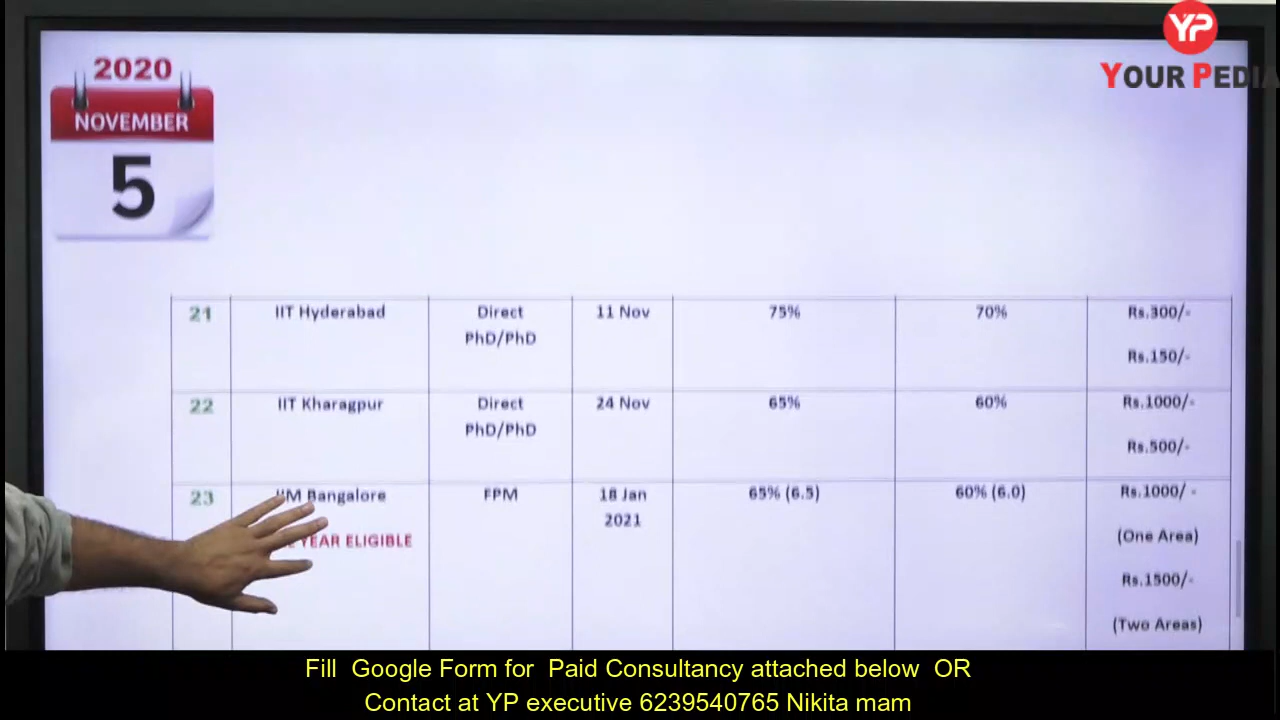 YP
YOUR PEDIA
2020
NOVEMBER
5
21 IIT Hyderabad Direct PhD/PhD 11 Nov 75% 70% Rs.300/-
Rs.150/-
22 IIT Kharagpur Direct PhD/PhD 24 Nov 65% 60% Rs.1000/-
Rs.500/-
23 IIM Bangalore FPM 18 Jan 2021 65% (6.5) 60% (6.0) Rs.1000/-
YEAR ELIGIBLE (One Area)
Rs.1500/-
(Two Areas)
Fill Google Form for Paid Consultancy attached below OR
Contact at YP executive 6239540765 Nikita mam